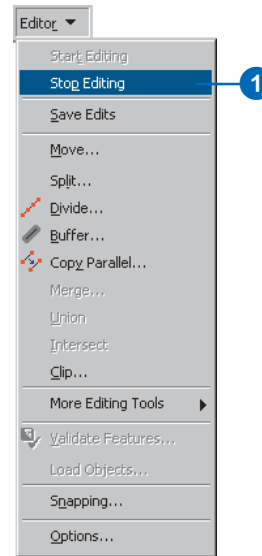 Editor
Start Editing
Stop Editing
1
Save Edits
Move...
Split...
Divide...
Buffer...
Copy Parallel...
Merge...
Union
Intersect
Clip...
More Editing Tools
Validate Features...
Load Objects...
Snapping...
Options...